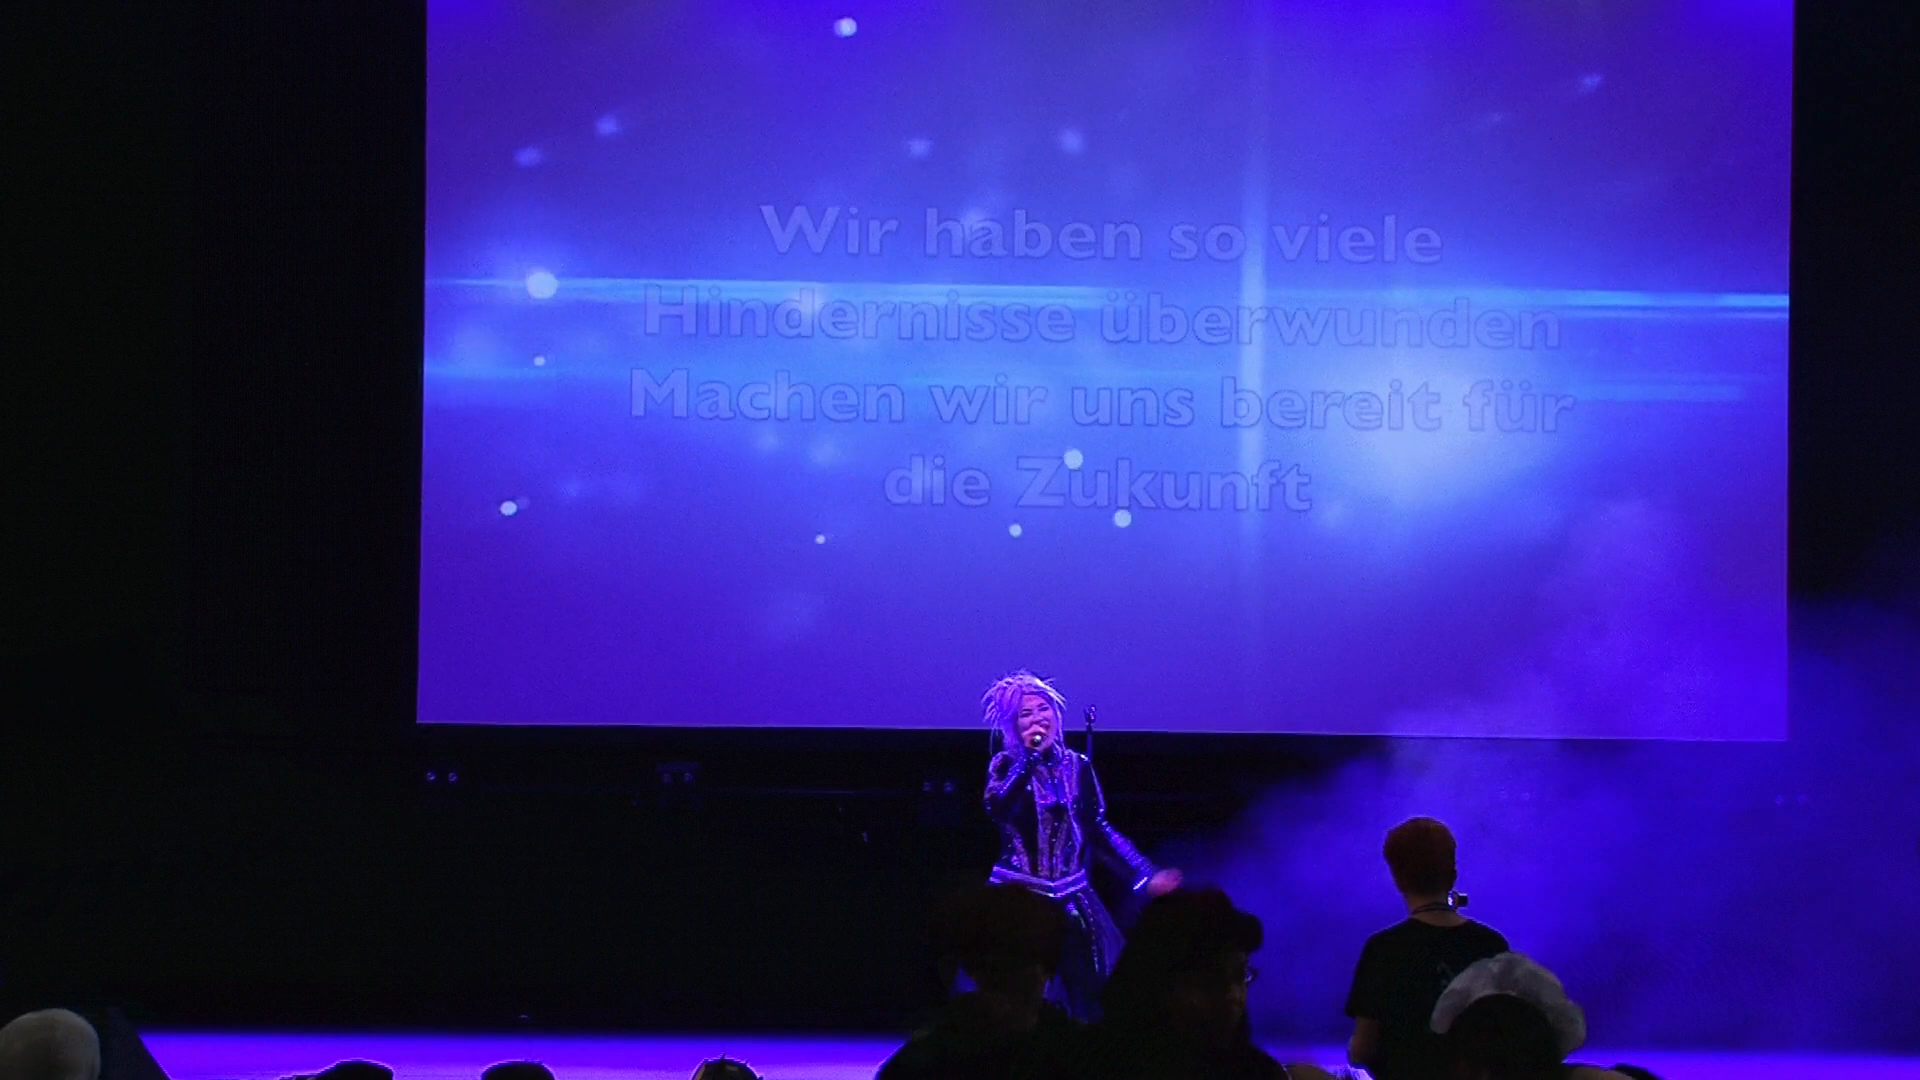 Wir haben so viele
Hindernisse überwunden
Machen wir uns bereit für
die Zukunft